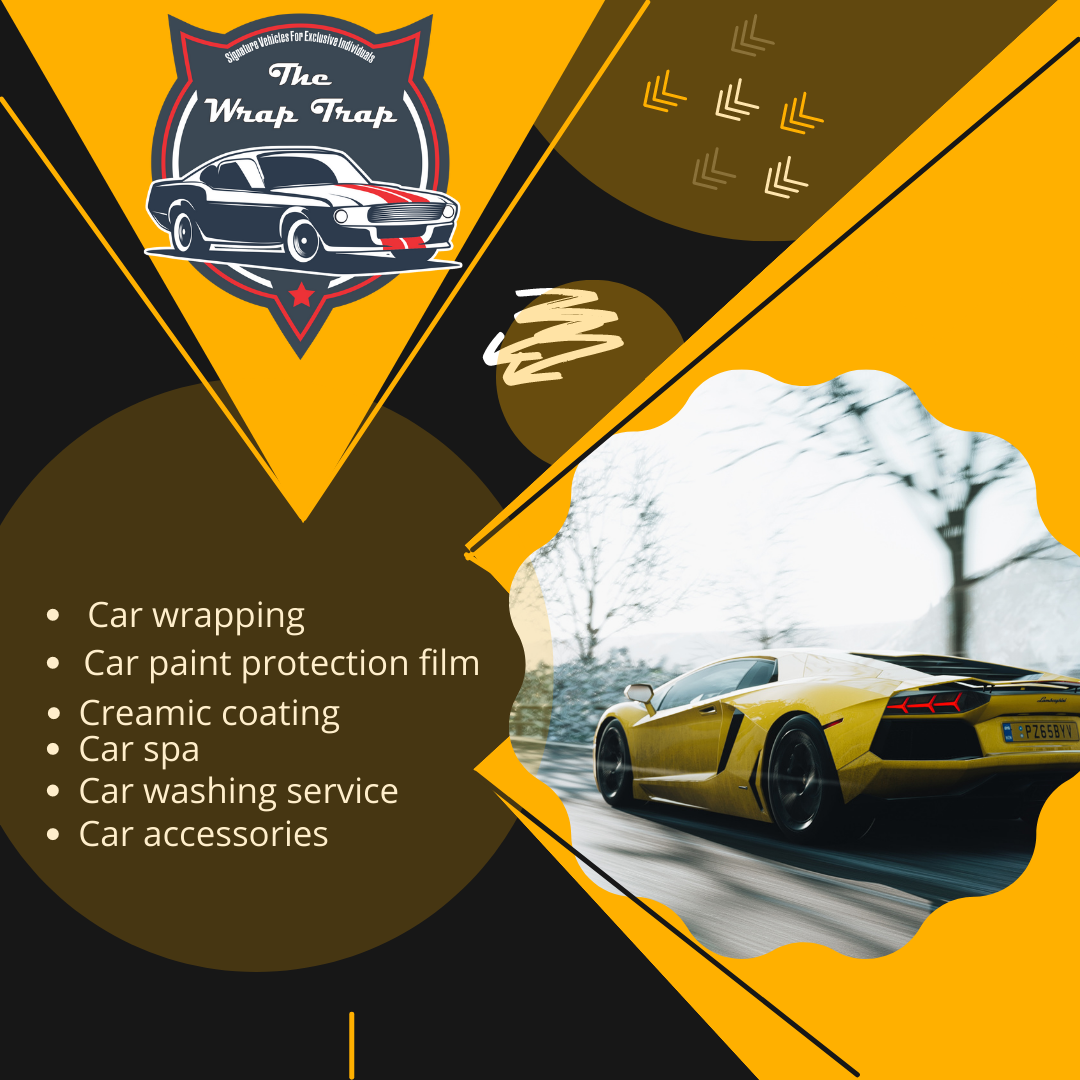 Signature Vehicles For Exclusive Individuals
The
Wrap Trap
• Car wrapping
• Car paint protection film
• Creamic coating
• Car spa
• Car washing service
• Car accessories
Lamborghini
PZ65BYV